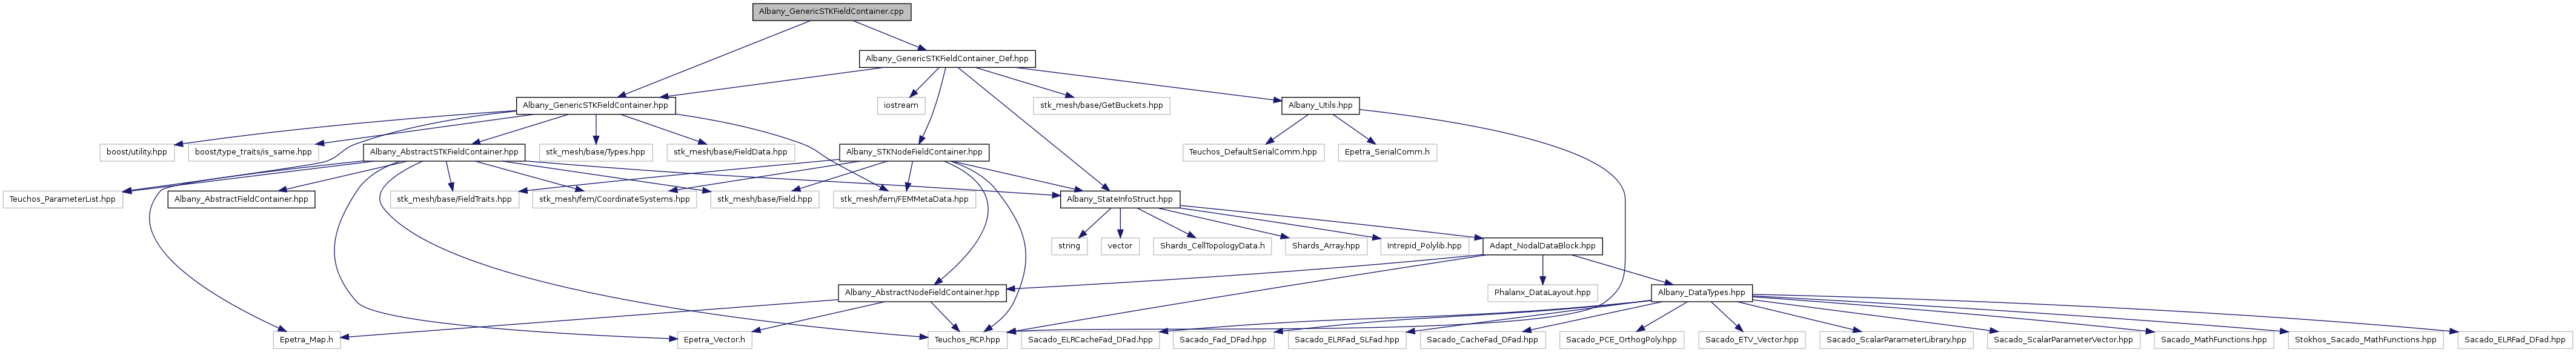 Albany_GenericSTKFieldContainer.cpp
Albany_GenericSTKFieldContainer_Def.hpp
Albany_GenericSTKFieldContainer.hpp
iostream
stk_mesh/base/GetBuckets.hpp
Albany_Utils.hpp
boost/utility.hpp
boost/type_traits/is_same.hpp
Albany_AbstractSTKFieldContainer.hpp
stk_mesh/base/Types.hpp
stk_mesh/base/FieldData.hpp
Albany_STKNodeFieldContainer.hpp
Teuchos_DefaultSerialComm.hpp
Epetra_SerialComm.h
Teuchos_ParameterList.hpp
Albany_AbstractFieldContainer.hpp
stk_mesh/base/FieldTraits.hpp
stk_mesh/fem/CoordinateSystems.hpp
stk_mesh/base/Field.hpp
stk_mesh/fem/FEMMetaData.hpp
Albany_StateInfoStruct.hpp
string
vector
Shards_CellTopologyData.h
Shards_Array.hpp
Intrepid_Polylib.hpp
Adapt_NodalDataBlock.hpp
Albany_AbstractNodeFieldContainer.hpp
Phalanx_DataLayout.hpp
Albany_DataTypes.hpp
Epetra_Map.h
Epetra_Vector.h
Teuchos_RCP.hpp
Sacado_ELRCacheFad_DFad.hpp
Sacado_Fad_DFad.hpp
Sacado_ELRFad_SLFad.hpp
Sacado_CacheFad_DFad.hpp
Sacado_PCE_OrthogPoly.hpp
Sacado_ETV_Vector.hpp
Sacado_ScalarParameterLibrary.hpp
Sacado_ScalarParameterVector.hpp
Sacado_MathFunctions.hpp
Stokhos_Sacado_MathFunctions.hpp
Sacado_ELRFad_DFad.hpp